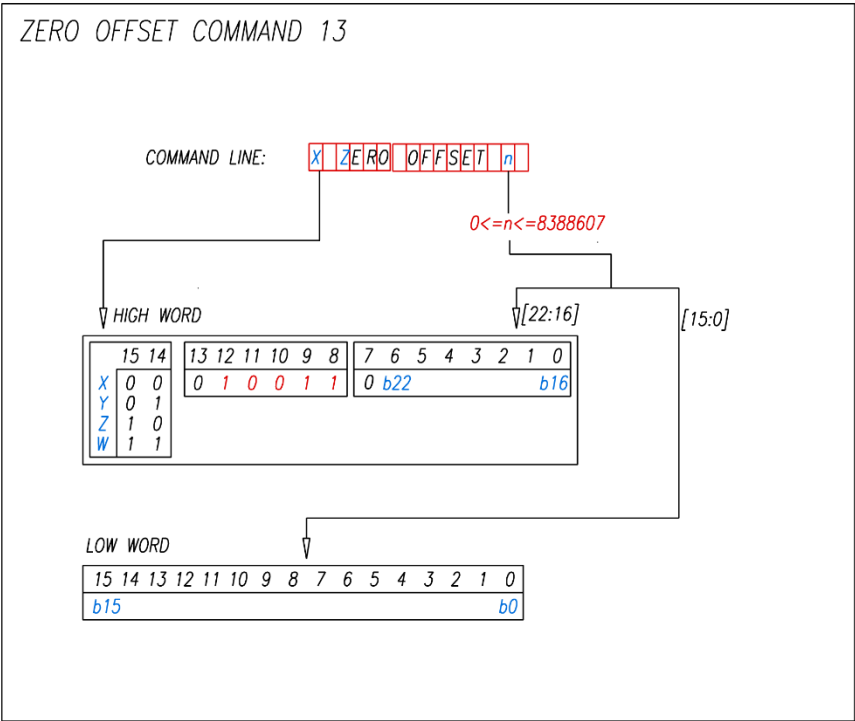 ZERO OFFSET COMMAND 13
COMMAND LINE: X ZERO OFFSET n
0<=n<=8388607
HIGH WORD [22:16] [15:0]
15 14 13 12 11 10 9 8 7 6 5 4 3 2 1 0
X 0 0 0 1 0 0 1 1 0 b22 b16
Y 0 1
Z 1 0
W 1 1
LOW WORD
15 14 13 12 11 10 9 8 7 6 5 4 3 2 1 0
b15 b0